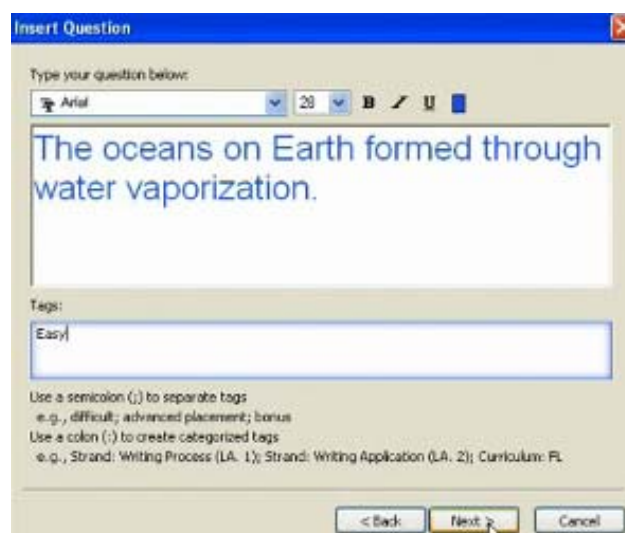 Insert Question
Type your question below:
Arial 28 B I U
The oceans on Earth formed through
water vaporization.
Tags:
Easy
Use a semicolon (;) to separate tags
e.g., difficult; advanced placement; bonus
Use a colon (:) to create categorized tags
e.g., Strand: Writing Process (LA. 1); Strand: Writing Application (LA. 2); Curriculum: FL
< Back Next > Cancel